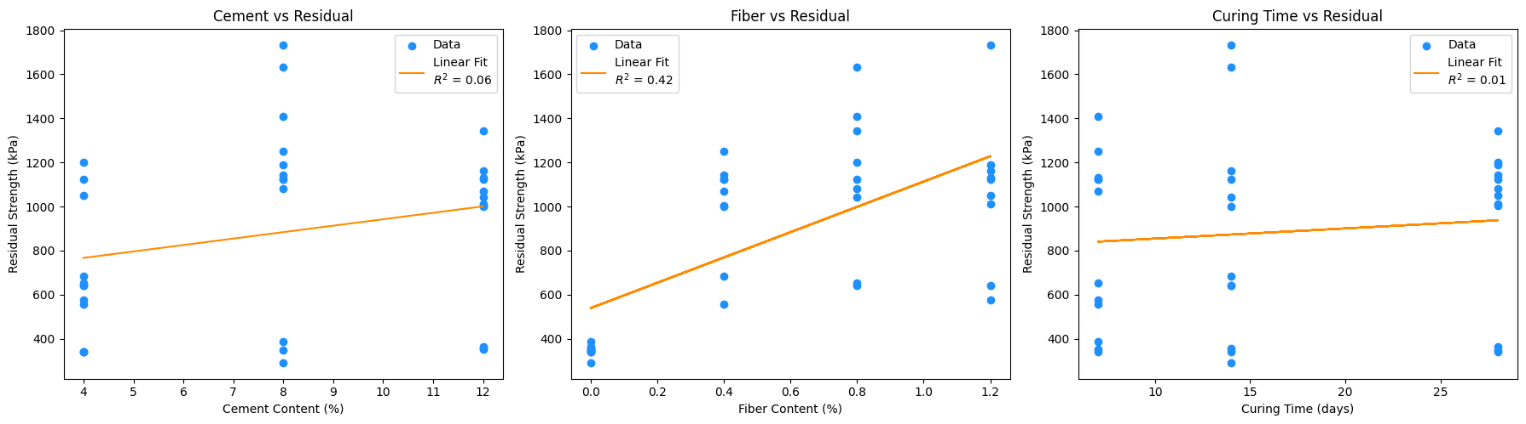 Cement vs Residual
Residual Strength (kPa)
1800
1600
1400
1200
1000
800
600
400
Data
Linear Fit
R² = 0.06
4 5 6 7 8 9 10 11 12
Cement Content (%)
Fiber vs Residual
Residual Strength (kPa)
1800
1600
1400
1200
1000
800
600
400
Data
Linear Fit
R² = 0.42
0.0 0.2 0.4 0.6 0.8 1.0 1.2
Fiber Content (%)
Curing Time vs Residual
Residual Strength (kPa)
1800
1600
1400
1200
1000
800
600
400
Data
Linear Fit
R² = 0.01
10 15 20 25
Curing Time (days)